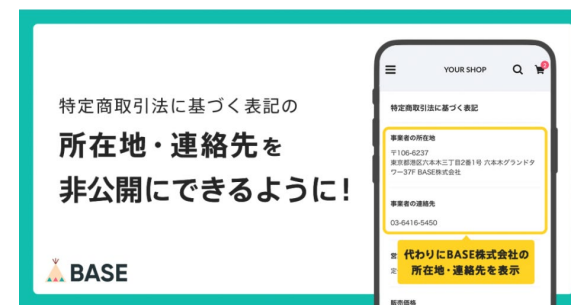 特定商取引法に基づく表記の
所在地・連絡先を
非公開にできるように!
BASE
YOUR SHOP
特定商取引法に基づく表記
事業者の所在地
〒106-6237
東京都港区六本木三丁目2番1号 六本木グランドタ
ワー37F BASE株式会社
事業者の連絡先
03-6416-5450
代わりにBASE株式会社の
所在地・連絡先を表示
販売価格